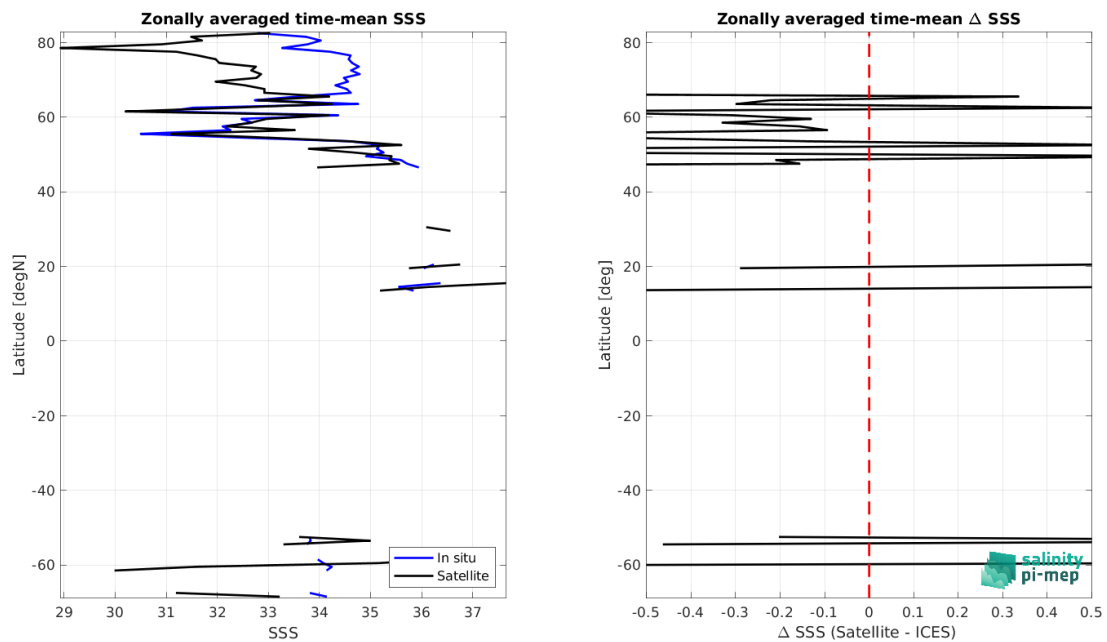 Zonally averaged time-mean SSS
80
60
40
20
0
-20
-40
-60
Latitude [degN]
29 30 31 32 33 34 35 36 37
SSS
In situ
Satellite
Zonally averaged time-mean Δ SSS
80
60
40
20
0
-20
-40
-60
Latitude [deg]
-0.5 -0.4 -0.3 -0.2 -0.1 0 0.1 0.2 0.3 0.4 0.5
Δ SSS (Satellite - ICES)
salinity
pi-mep